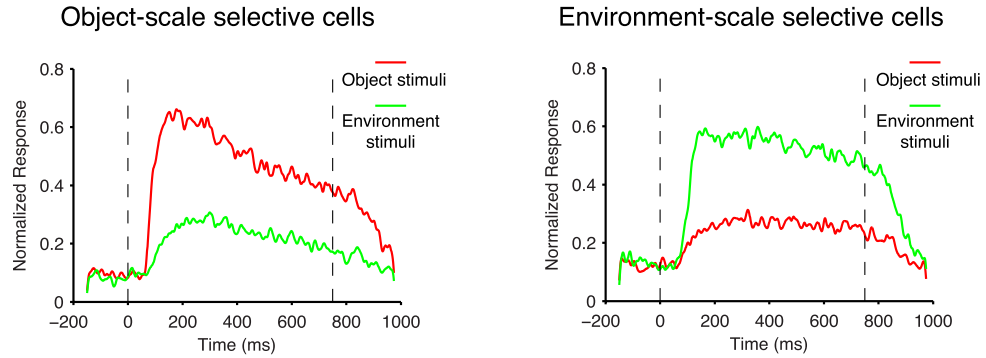 Object-scale selective cells
0.8
0.6
0.4
0.2
0
Normalized Response
Object stimuli
Environment
stimuli
−200 0 200 400 600 800 1000
Time (ms)
Environment-scale selective cells
0.8
0.6
0.4
0.2
0
Normalized Response
Object stimuli
Environment
stimuli
−200 0 200 400 600 800 1000
Time (ms)